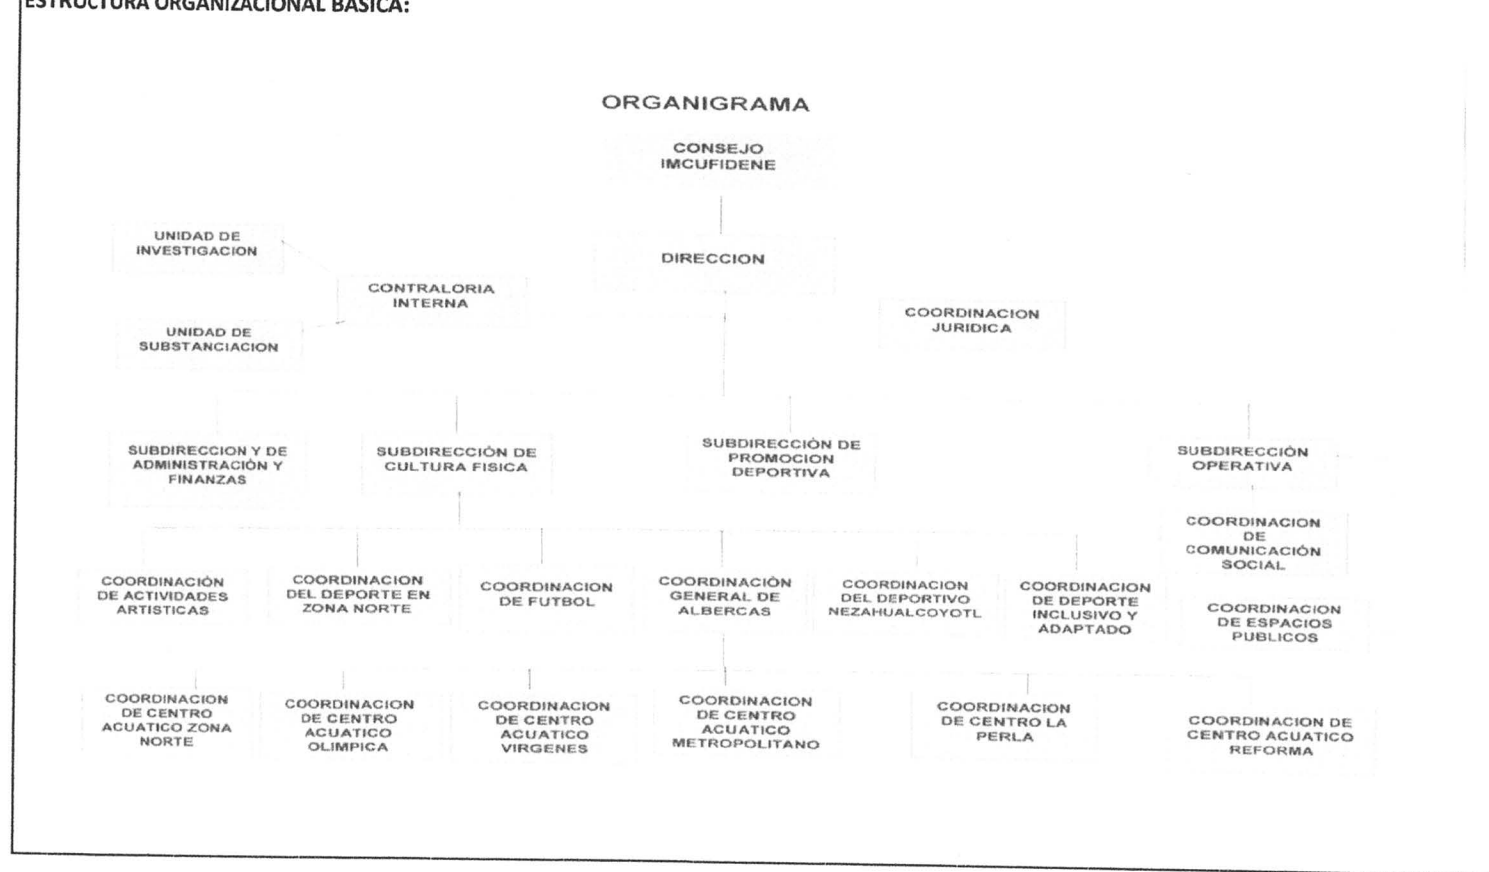 ESTRUCTURA ORGANIZACIONAL BASICA:
ORGANIGRAMA
CONSEJO
IMCUFIDENE
UNIDAD DE
INVESTIGACION
DIRECCION
CONTRALORIA
INTERNA
COORDINACION
JURIDICA
UNIDAD DE
SUBSTANCIACION
SUBDIRECCION Y DE
ADMINISTRACIÓN Y
FINANZAS
SUBDIRECCIÓN DE
CULTURA FISICA
SUBDIRECCIÓN DE
PROMOCION
DEPORTIVA
SUBDIRECCIÓN
OPERATIVA
COORDINACION
DE
COMUNICACIÓN
SOCIAL
COORDINACIÓN
DE ACTIVIDADES
ARTISTICAS
COORDINACION
DEL DEPORTE EN
ZONA NORTE
COORDINACION
DE FUTBOL
COORDINACIÓN
GENERAL DE
ALBERCAS
COORDINACION
DEL DEPORTIVO
NEZAHUALCOYOTL
COORDINACION
DE DEPORTE
INCLUSIVO Y
ADAPTADO
COORDINACION
DE ESPACIOS
PUBLICOS
COORDINACION
DE CENTRO
ACUATICO ZONA
NORTE
COORDINACION
DE CENTRO
ACUATICO
OLIMPICA
COORDINACION
DE CENTRO
ACUATICO
VIRGENES
COORDINACION
DE CENTRO
ACUATICO
METROPOLITANO
COORDINACION
DE CENTRO LA
PERLA
COORDINACION DE
CENTRO ACUATICO
REFORMA